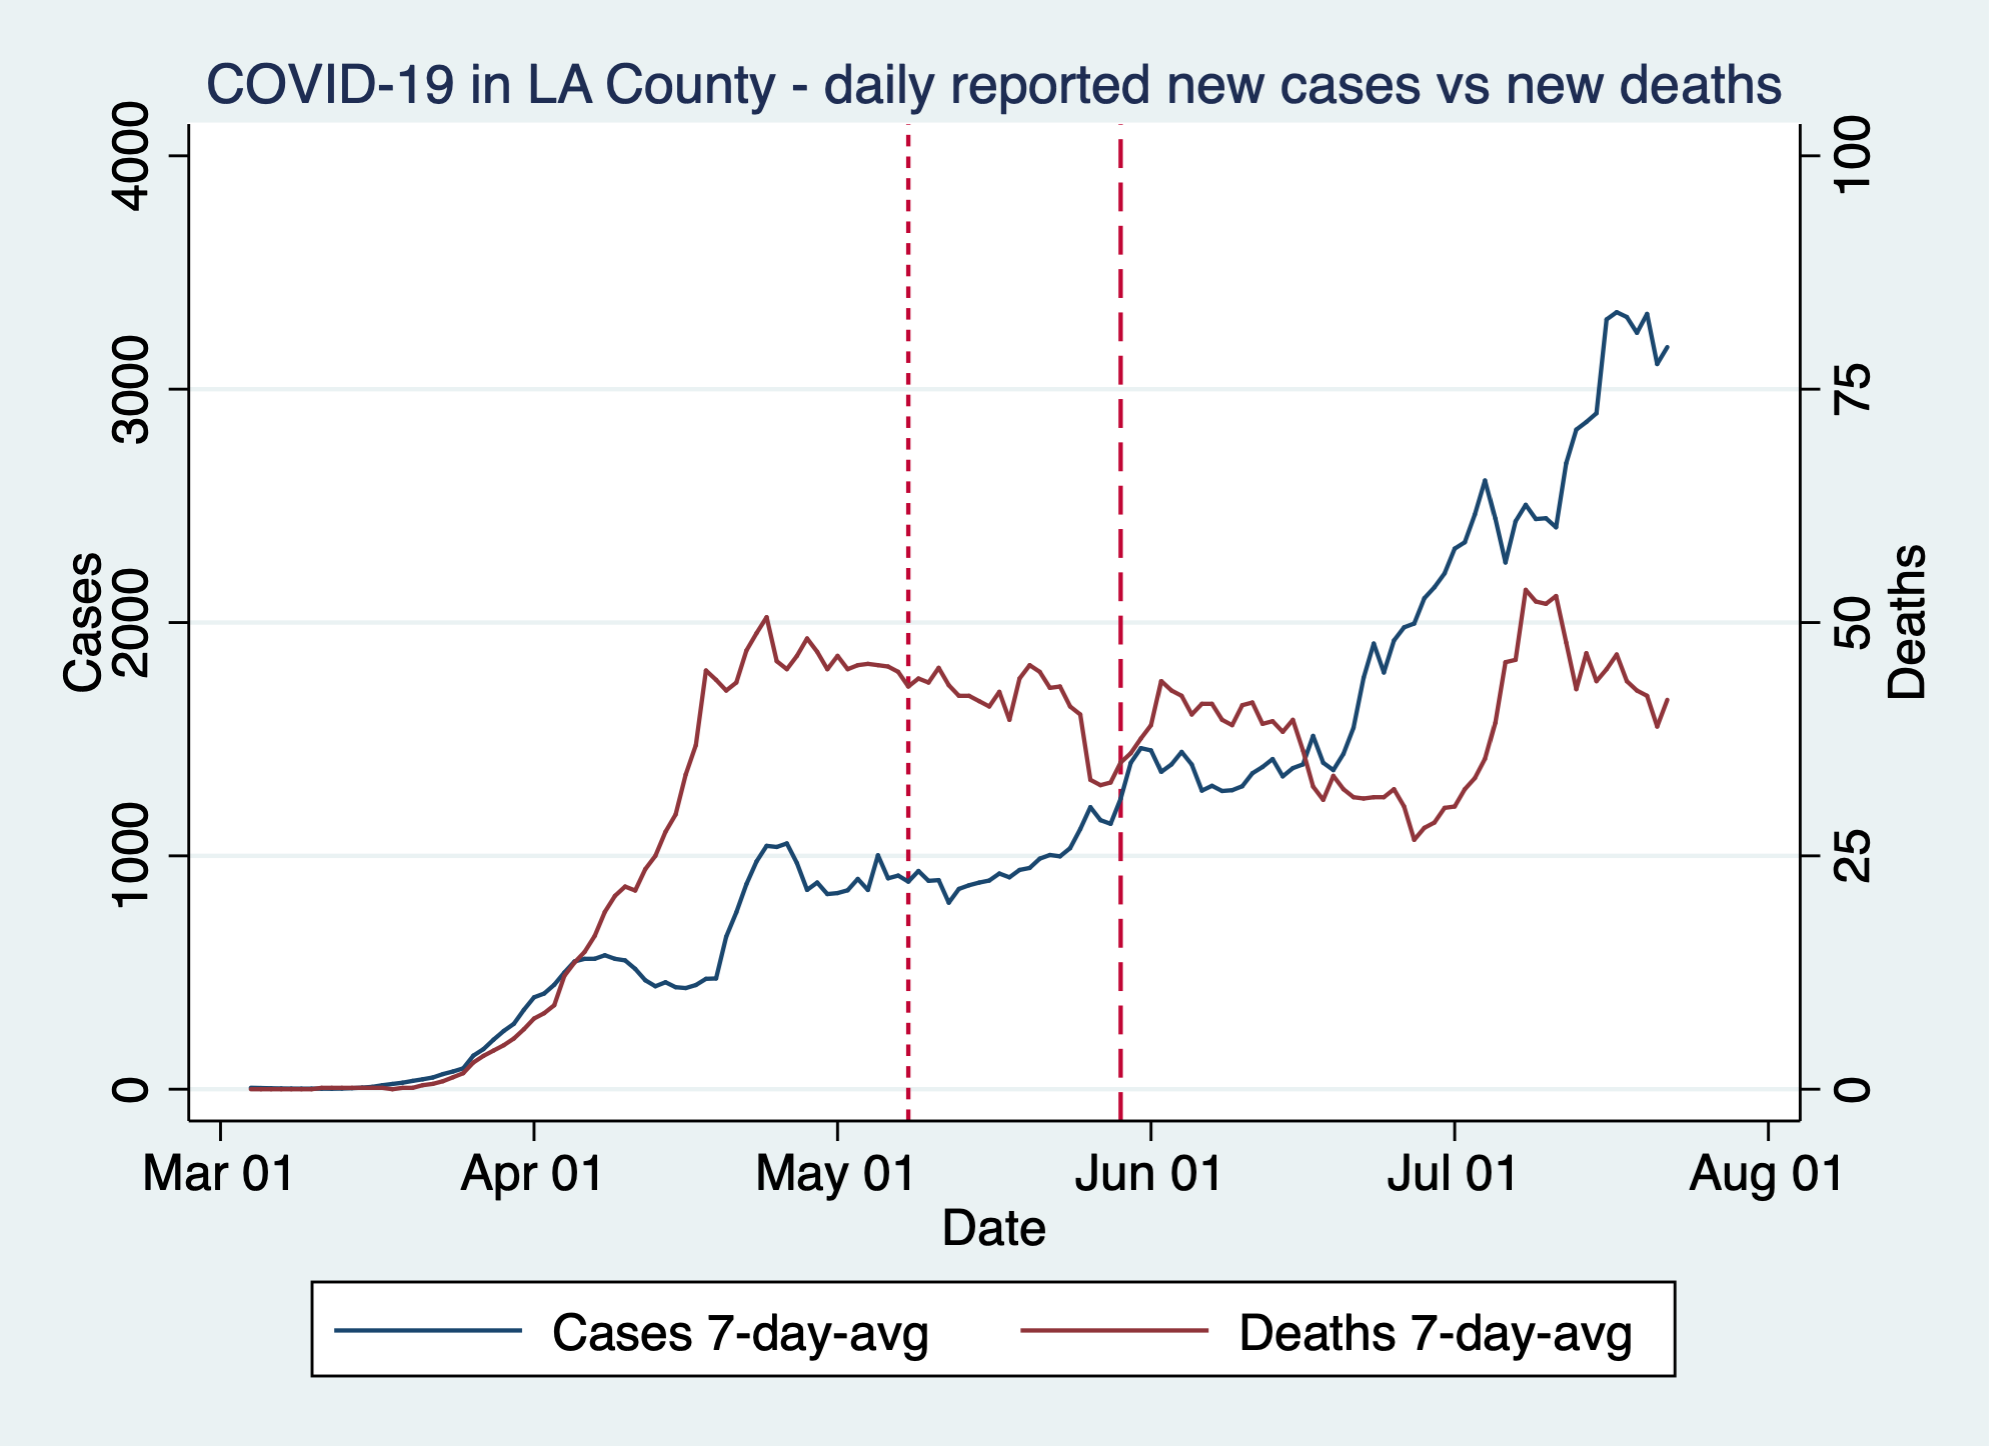 COVID-19 in LA County - daily reported new cases vs new deaths
4000
3000
2000
1000
0
Cases
100
75
50
25
0
Deaths
Mar 01 Apr 01 May 01 Jun 01 Jul 01 Aug 01
Date
Cases 7-day-avg Deaths 7-day-avg